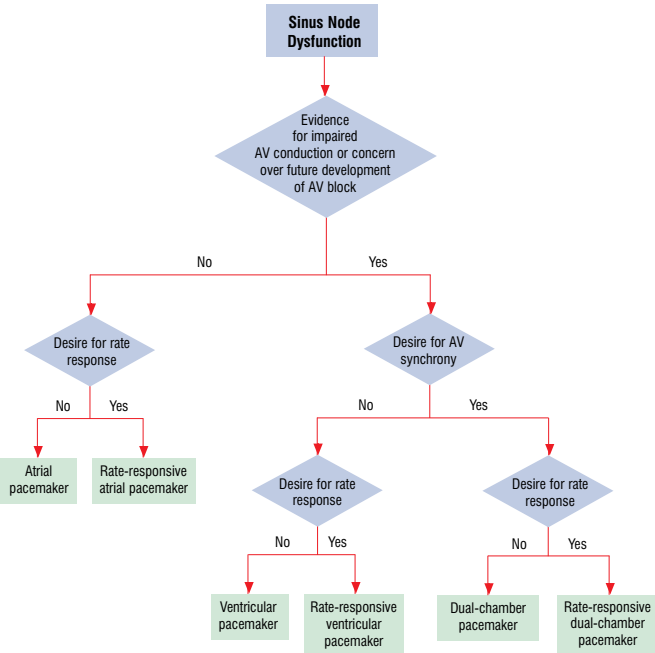 Sinus Node
Dysfunction
Evidence
for impaired
AV conduction or concern
over future development
of AV block
No
Yes
Desire for rate
response
Desire for AV
synchrony
No
Yes
No
Yes
Atrial
pacemaker
Rate-responsive
atrial pacemaker
Desire for rate
response
Desire for rate
response
No
Yes
No
Yes
Ventricular
pacemaker
Rate-responsive
ventricular
pacemaker
Dual-chamber
pacemaker
Rate-responsive
dual-chamber
pacemaker